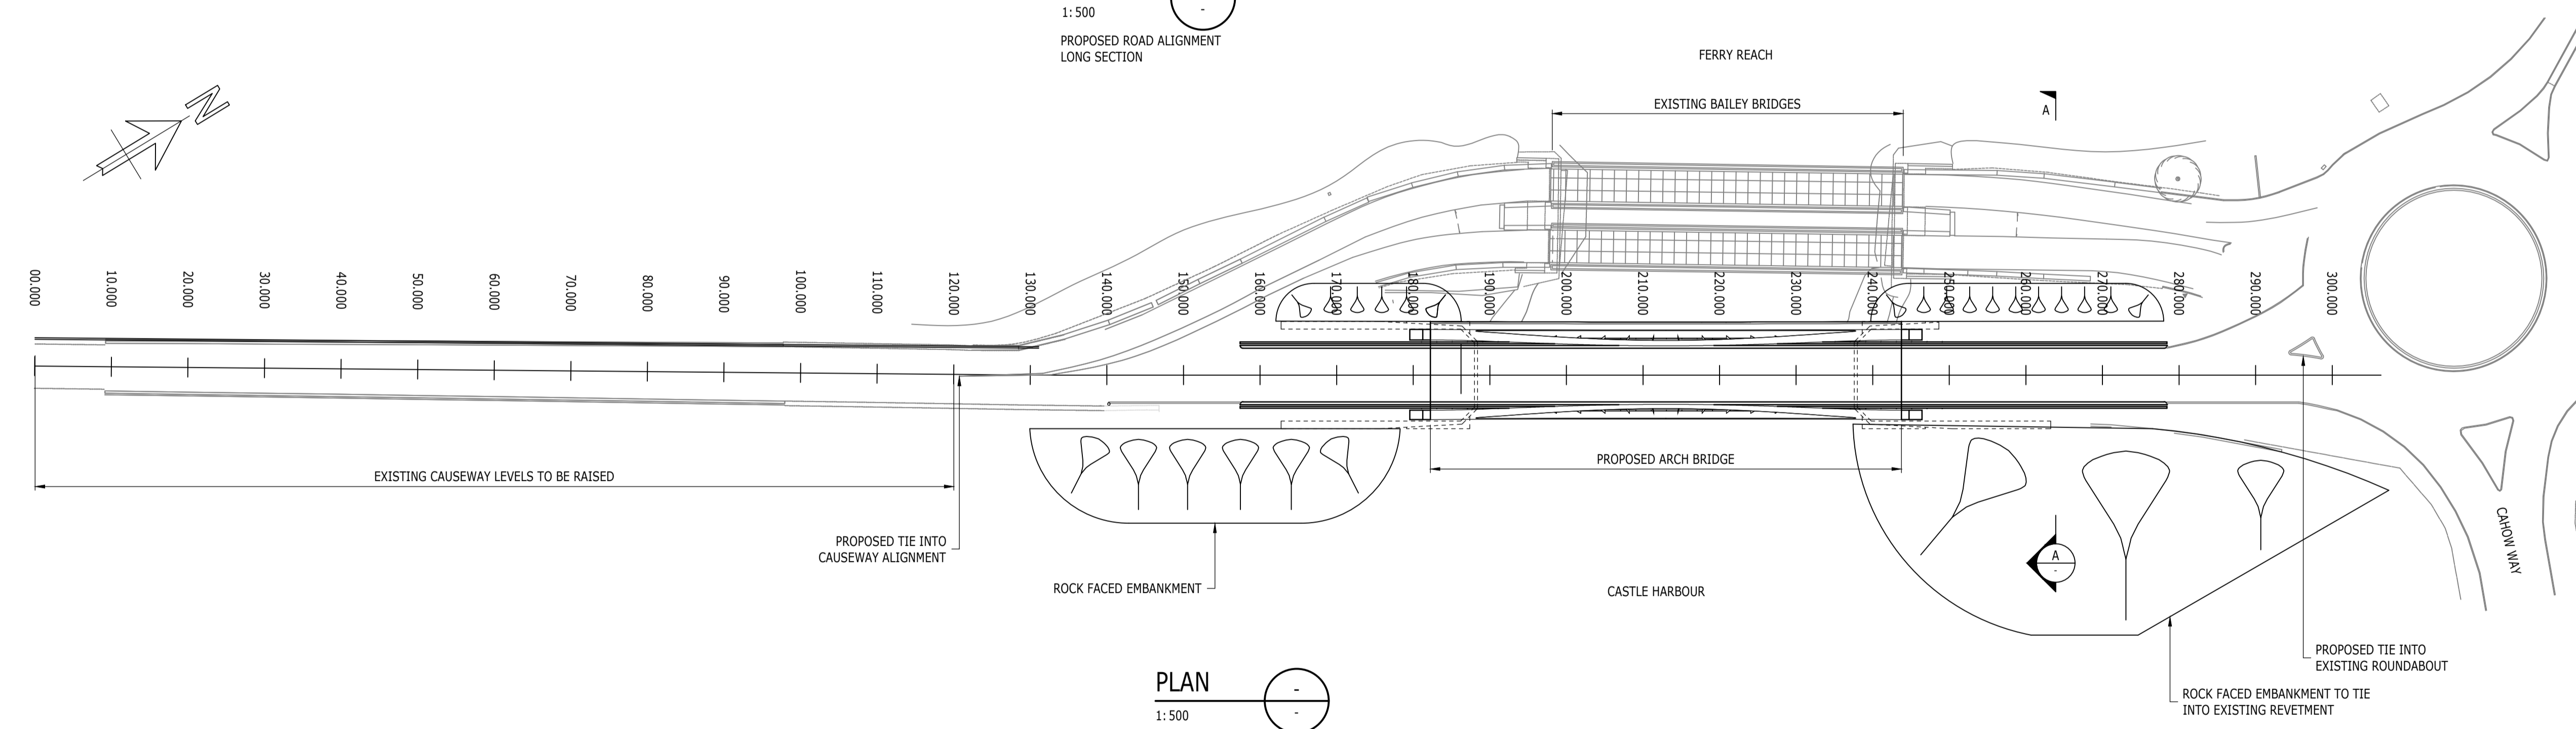 1:500
-
PROPOSED ROAD ALIGNMENT
LONG SECTION
FERRY REACH
N
EXISTING BAILEY BRIDGES
A
00.000
10.000
20.000
30.000
40.000
50.000
60.000
70.000
80.000
90.000
100.000
110.000
120.000
130.000
140.000
150.000
160.000
170.000
180.000
190.000
200.000
210.000
220.000
230.000
240.000
250.000
260.000
270.000
280.000
290.000
300.000
PROPOSED ARCH BRIDGE
EXISTING CAUSEWAY LEVELS TO BE RAISED
PROPOSED TIE INTO
CAUSEWAY ALIGNMENT
CAHOW WAY
A
-
ROCK FACED EMBANKMENT
CASTLE HARBOUR
PROPOSED TIE INTO
EXISTING ROUNDABOUT
ROCK FACED EMBANKMENT TO TIE
INTO EXISTING REVETMENT
PLAN
-
1:500
-